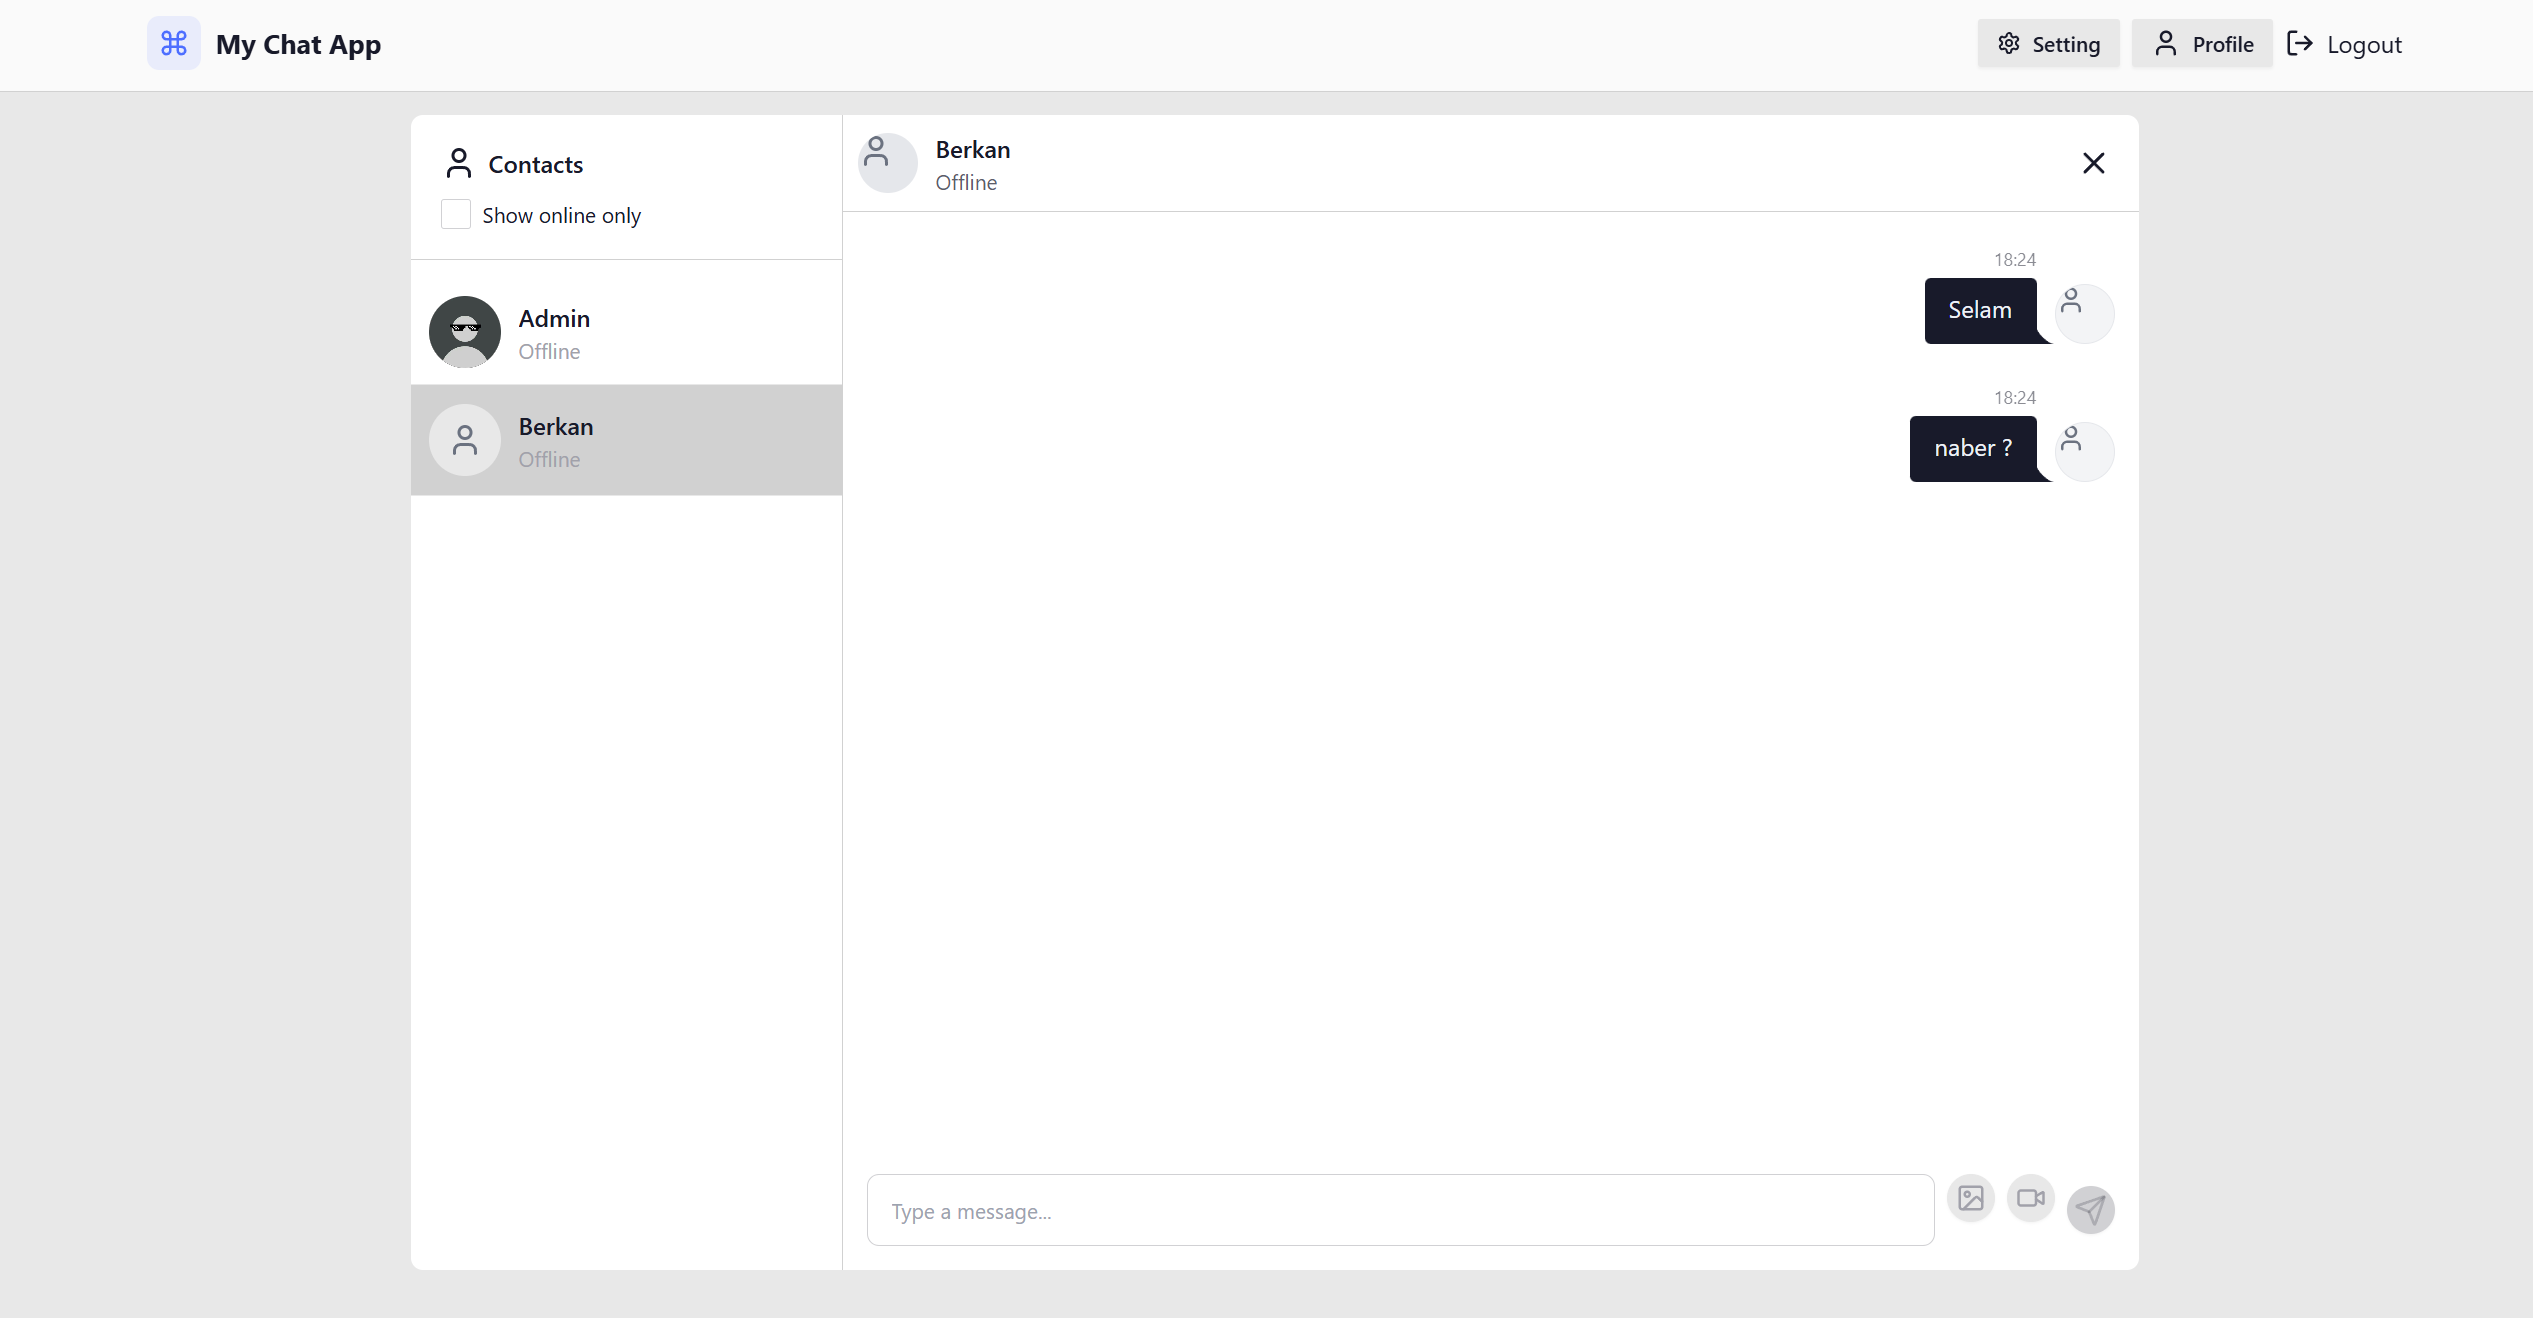 My Chat App
Setting
Profile
Logout
Contacts
Show online only
Admin
Offline
Berkan
Offline
Berkan
Offline
18:24
Selam
18:24
naber ?
Type a message...